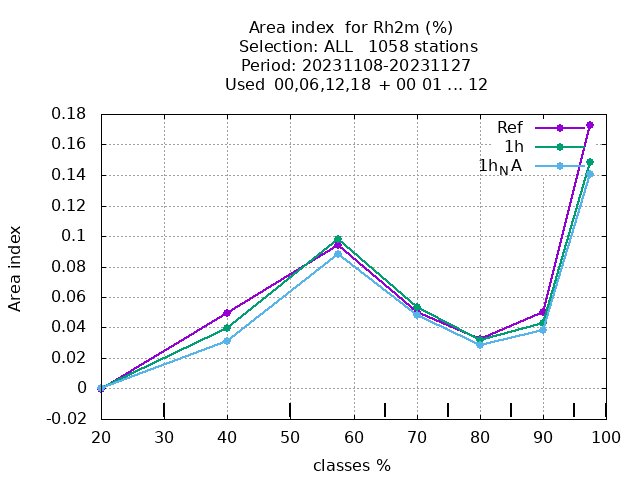 Area index  for Rh2m (%)
Selection: ALL   1058 stations
Period: 20231108-20231127
Used  00,06,12,18 + 00 01 ... 12
0.18
0.16
0.14
0.12
0.1
0.08
0.06
0.04
0.02
0
-0.02
Area index
Ref
1h
1hNA
20 30 40 50 60 70 80 90 100
classes %